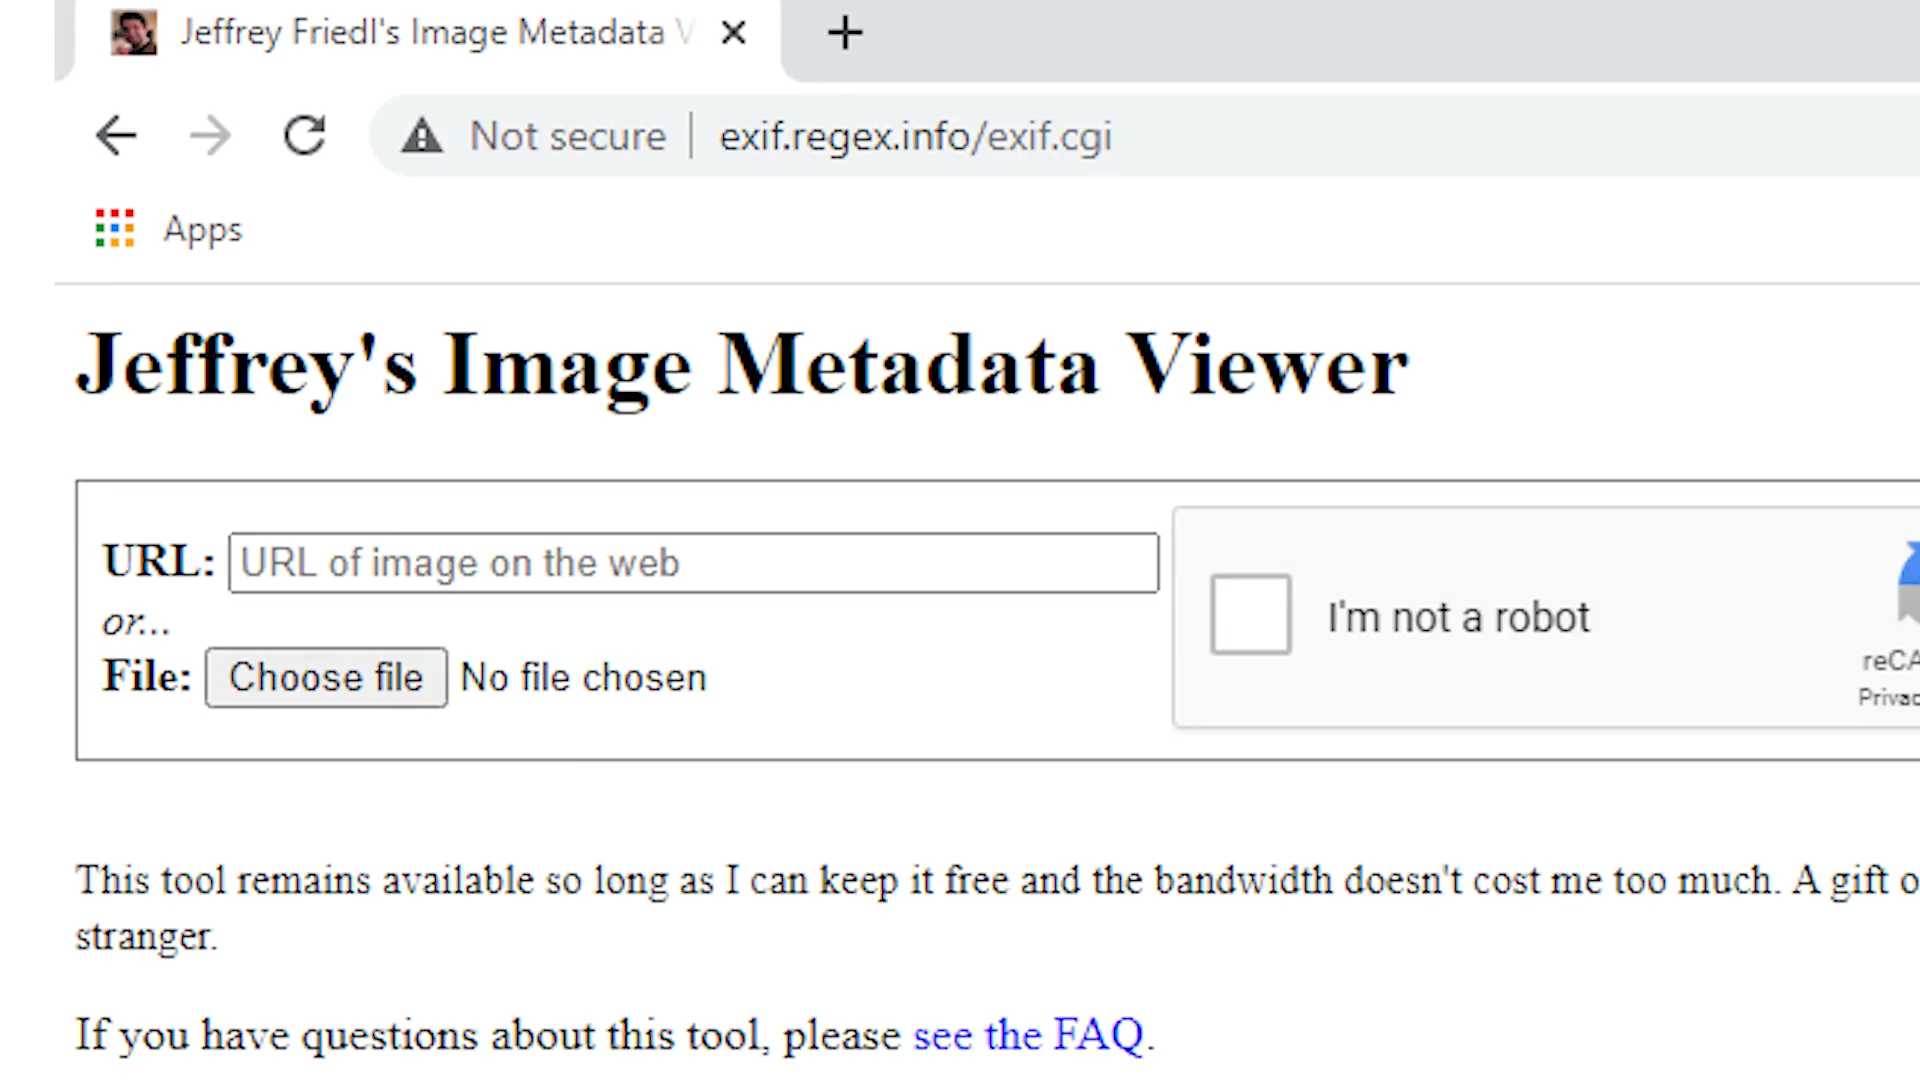 Jeffrey Friedl's Image Metadata V
Not secure exif.regex.info/exif.cgi
Apps
Jeffrey's Image Metadata Viewer
URL: URL of image on the web
I'm not a robot
or...
File: Choose file No file chosen
reCA
Privac
This tool remains available so long as I can keep it free and the bandwidth doesn't cost me too much. A gift o
stranger.
If you have questions about this tool, please see the FAQ.